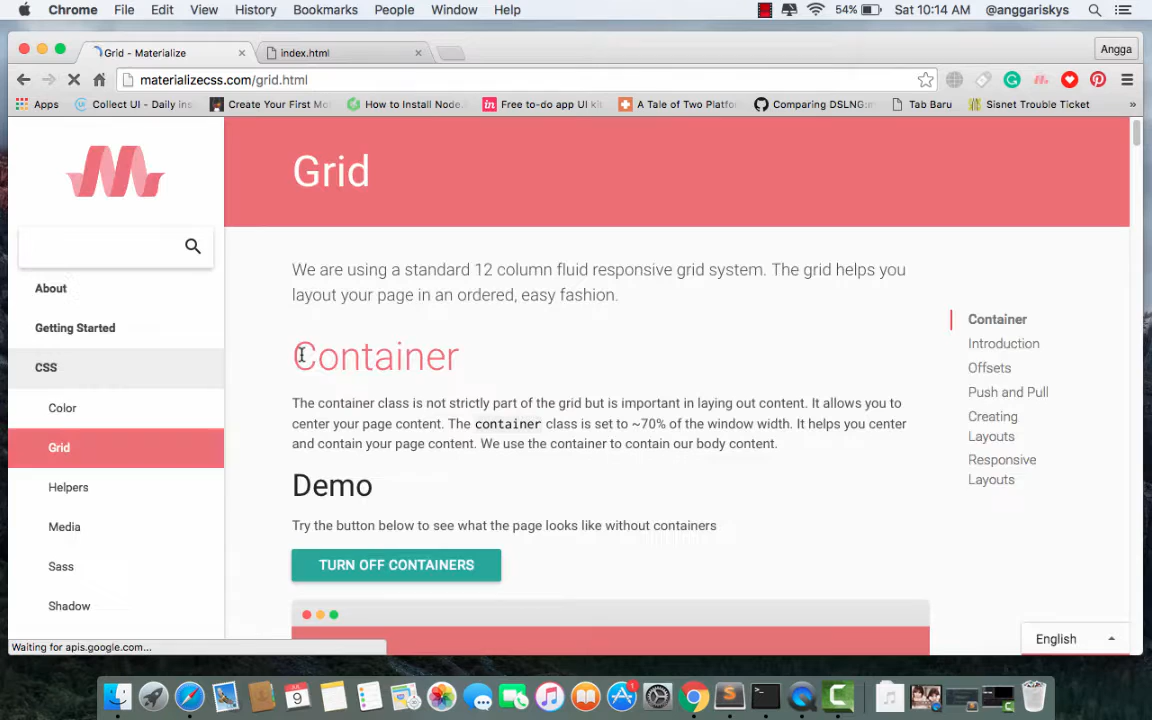 Chrome File Edit View History Bookmarks People Window Help 54% Sat 10:14 AM @anggariskys
Grid - Materialize index.html Angga
materializecss.com/grid.html
Apps Collect UI - Daily ins Create Your First Mo How to Install Node. Free to-do app UI ki A Tale of Two Platfo Comparing DSLNG: Tab Baru Sisnet Trouble Ticket »
Grid
We are using a standard 12 column fluid responsive grid system. The grid helps you
layout your page in an ordered, easy fashion.
About
Getting Started
CSS
Color
Grid
Helpers
Media
Sass
Shadow
Container
The container class is not strictly part of the grid but is important in laying out content. It allows you to
center your page content. The container class is set to ~70% of the window width. It helps you center
and contain your page content. We use the container to contain our body content.
Demo
Try the button below to see what the page looks like without containers
TURN OFF CONTAINERS
Container
Introduction
Offsets
Push and Pull
Creating
Layouts
Responsive
Layouts
English
Waiting for apis.google.com...
9
1